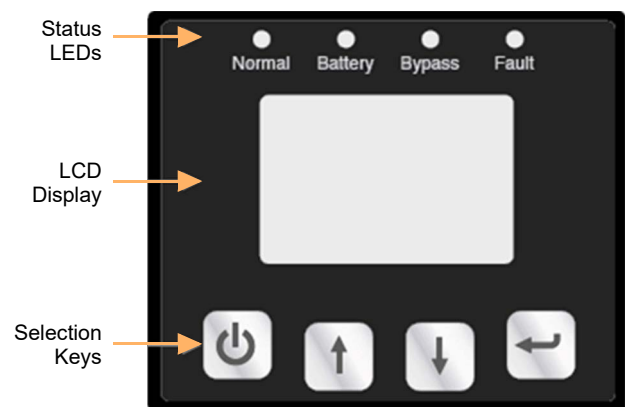 Status
LEDs
Normal Battery Bypass Fault
LCD
Display
Selection
Keys